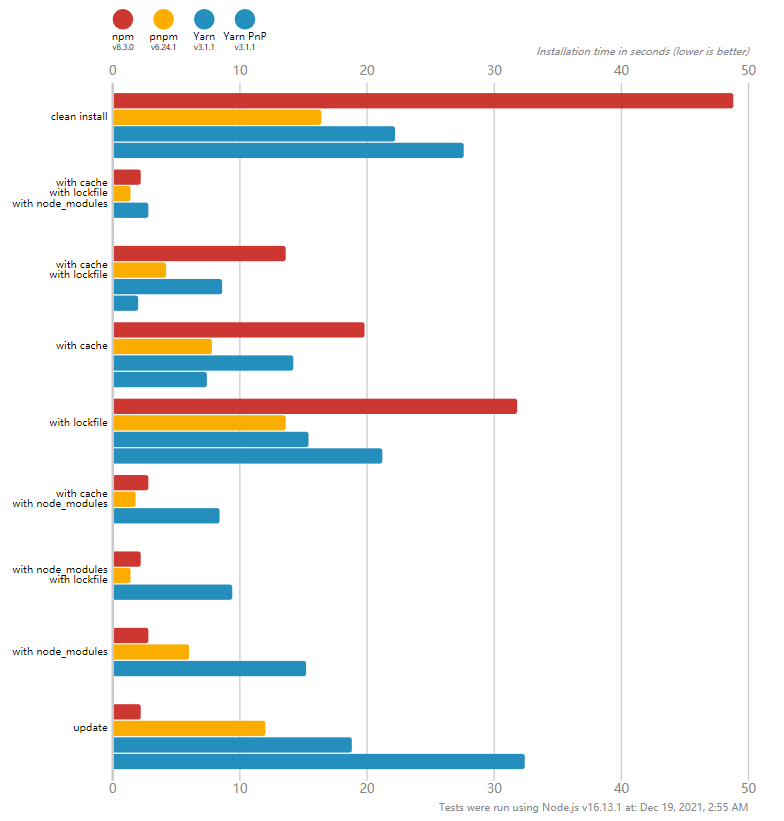 npm pnpm Yarn Yarn PnP
v8.3.0 v6.24.1 v3.1.1 v3.1.1
Installation time in seconds (lower is better)
0 10 20 30 40 50
clean install
with cache
with lockfile
with node_modules
with cache
with lockfile
with cache
with lockfile
with cache
with node_modules
with node_modules
with lockfile
with node_modules
update
0 10 20 30 40 50
Tests were run using Node.js v16.13.1 at: Dec 19, 2021, 2:55 AM